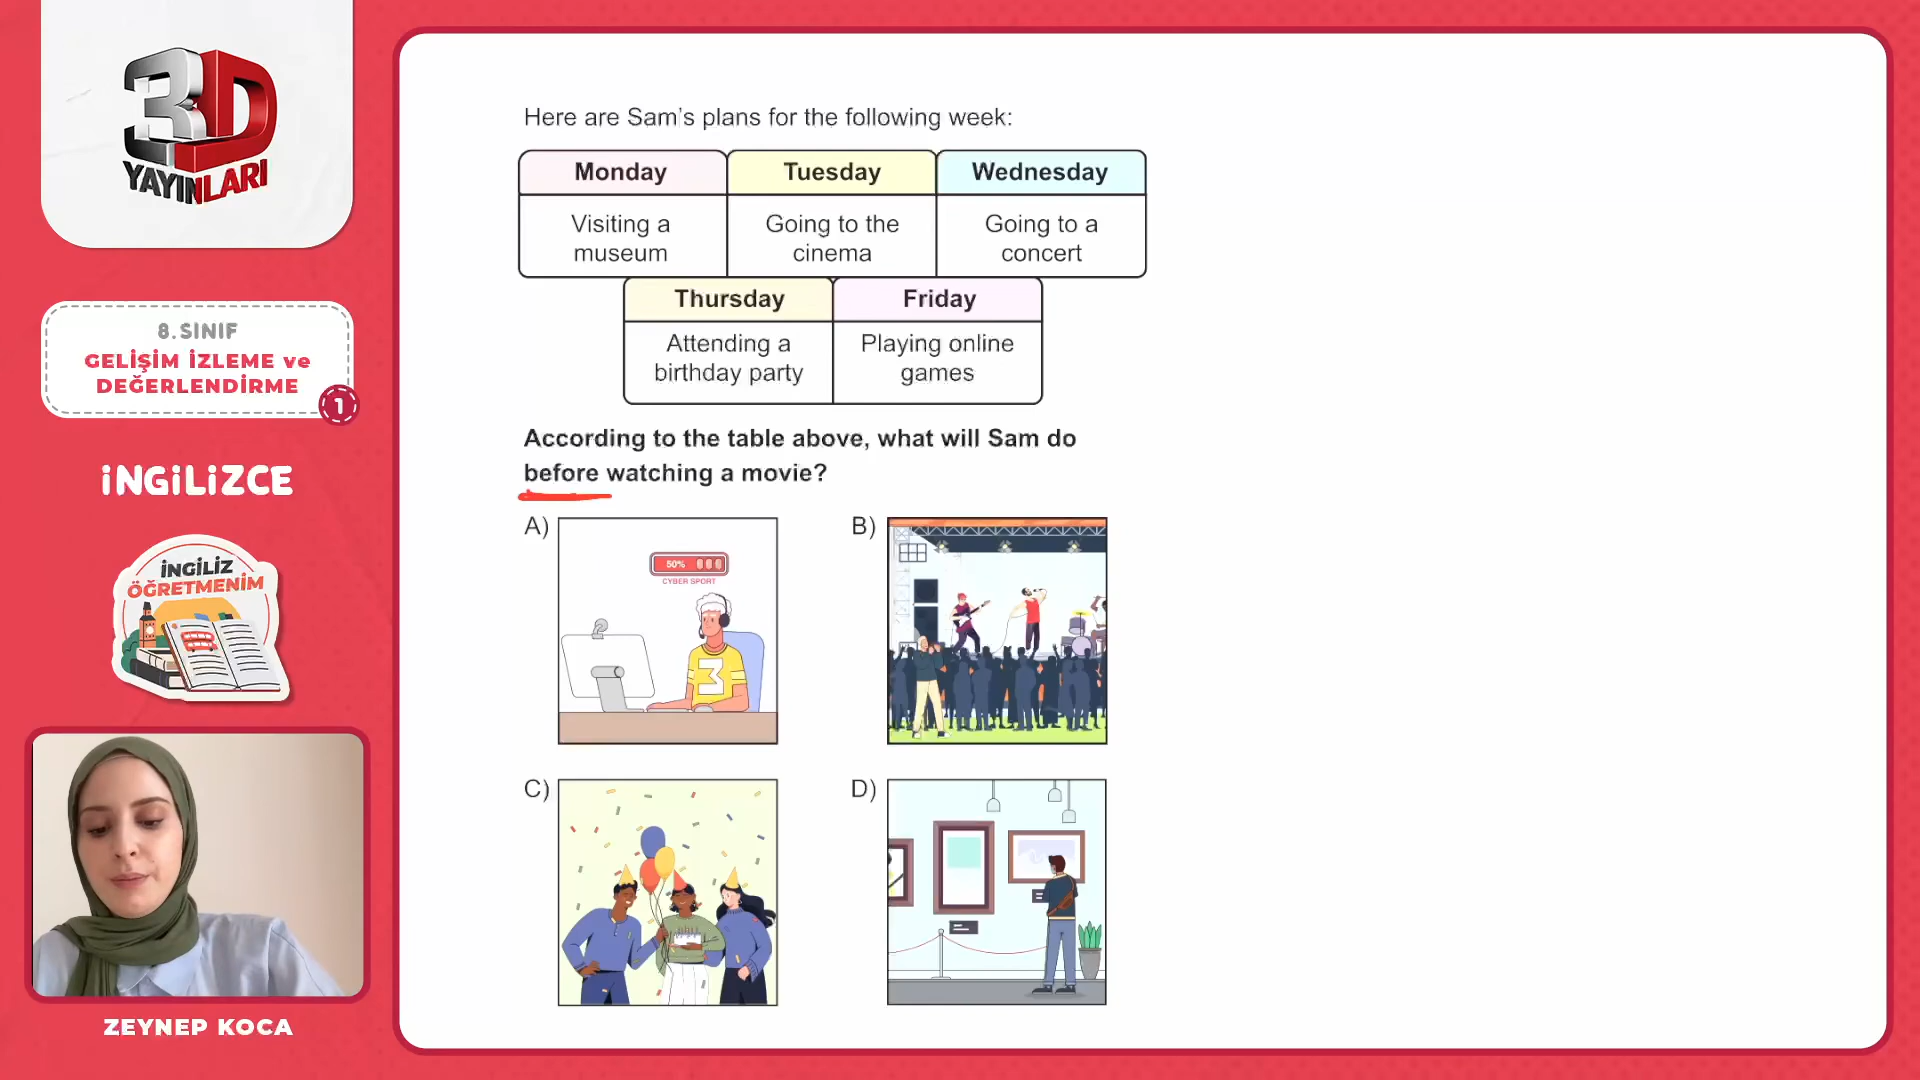 3D
YAYINLARI
8.SINIF
GELİŞİM İZLEME ve
DEĞERLENDİRME
1
İNGİLİZCE
İNGİLİZ
ÖĞRETMENİM
ZEYNEP KOCA
Here are Sam's plans for the following week:
Monday
Tuesday
Wednesday
Visiting a
museum
Going to the
cinema
Going to a
concert
Thursday
Friday
Attending a
birthday party
Playing online
games
According to the table above, what will Sam do
before watching a movie?
A)
50%
CYBER SPORT
3
B)
C)
D)